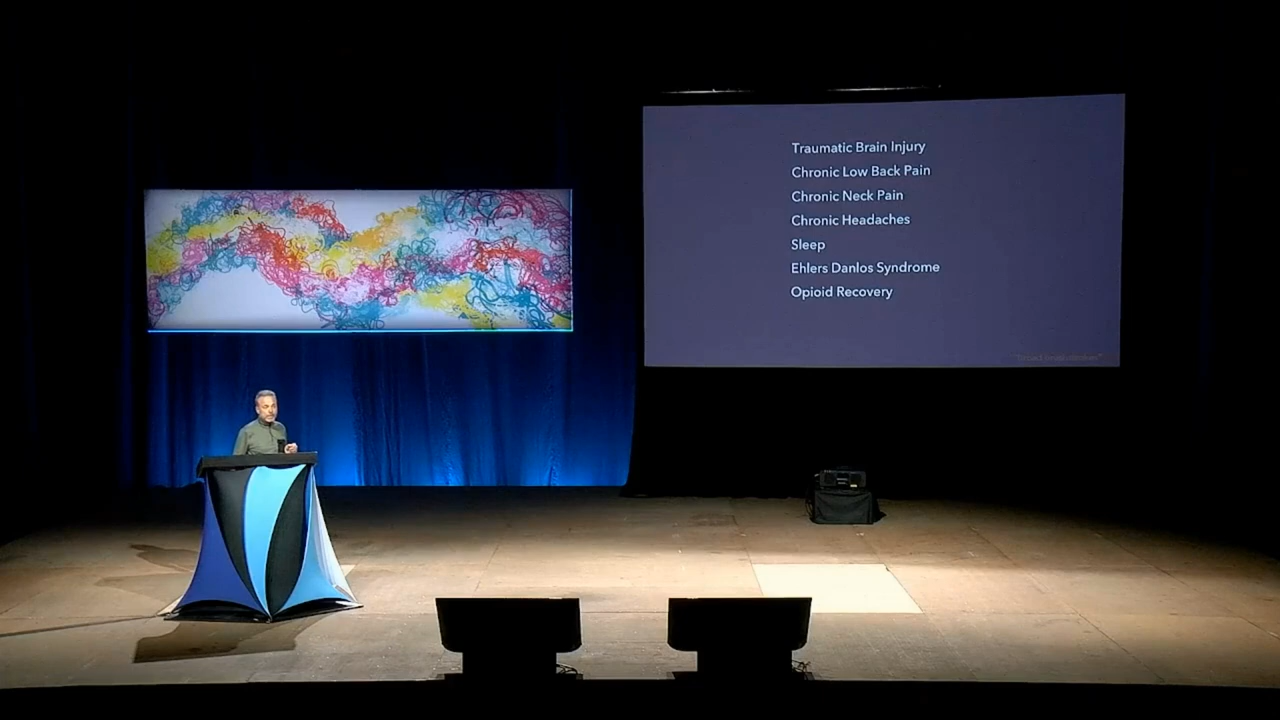 Traumatic Brain Injury
Chronic Low Back Pain
Chronic Neck Pain
Chronic Headaches
Sleep
Ehlers Danlos Syndrome
Opioid Recovery